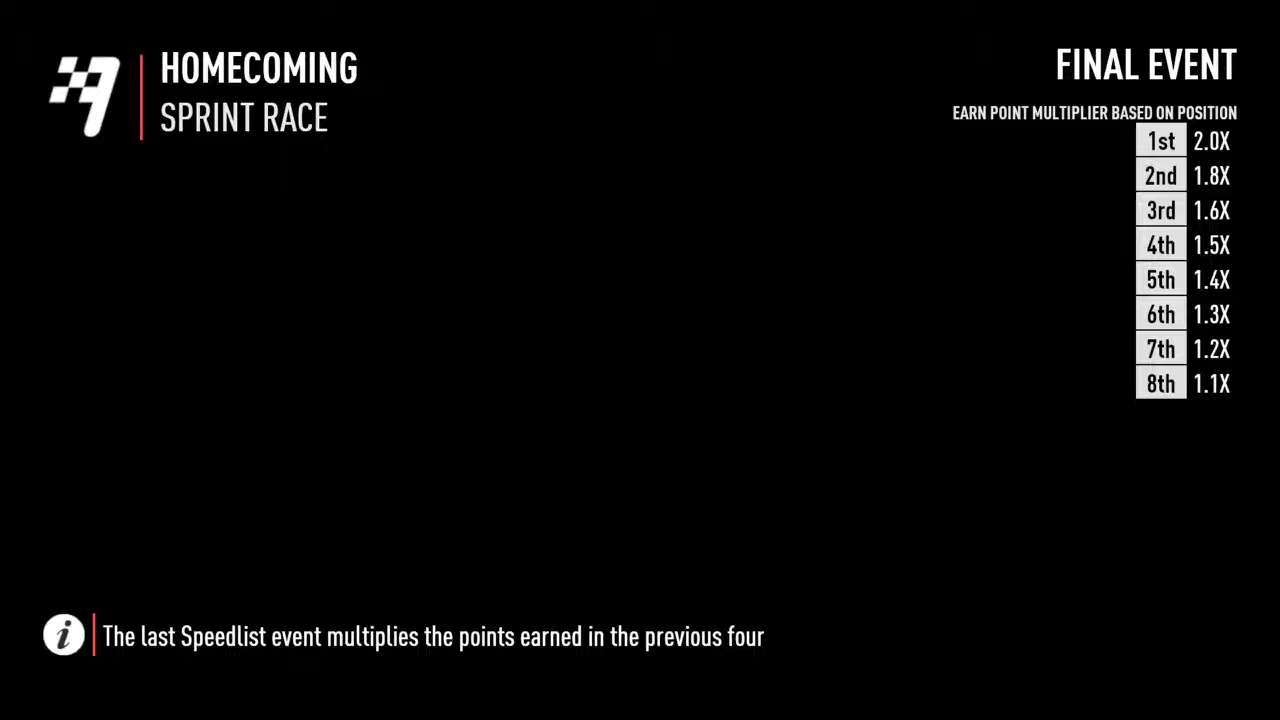 HOMECOMING
SPRINT RACE
FINAL EVENT
EARN POINT MULTIPLIER BASED ON POSITION
1st 2.0X
2nd 1.8X
3rd 1.6X
4th 1.5X
5th 1.4X
6th 1.3X
7th 1.2X
8th 1.1X
i The last Speedlist event multiplies the points earned in the previous four